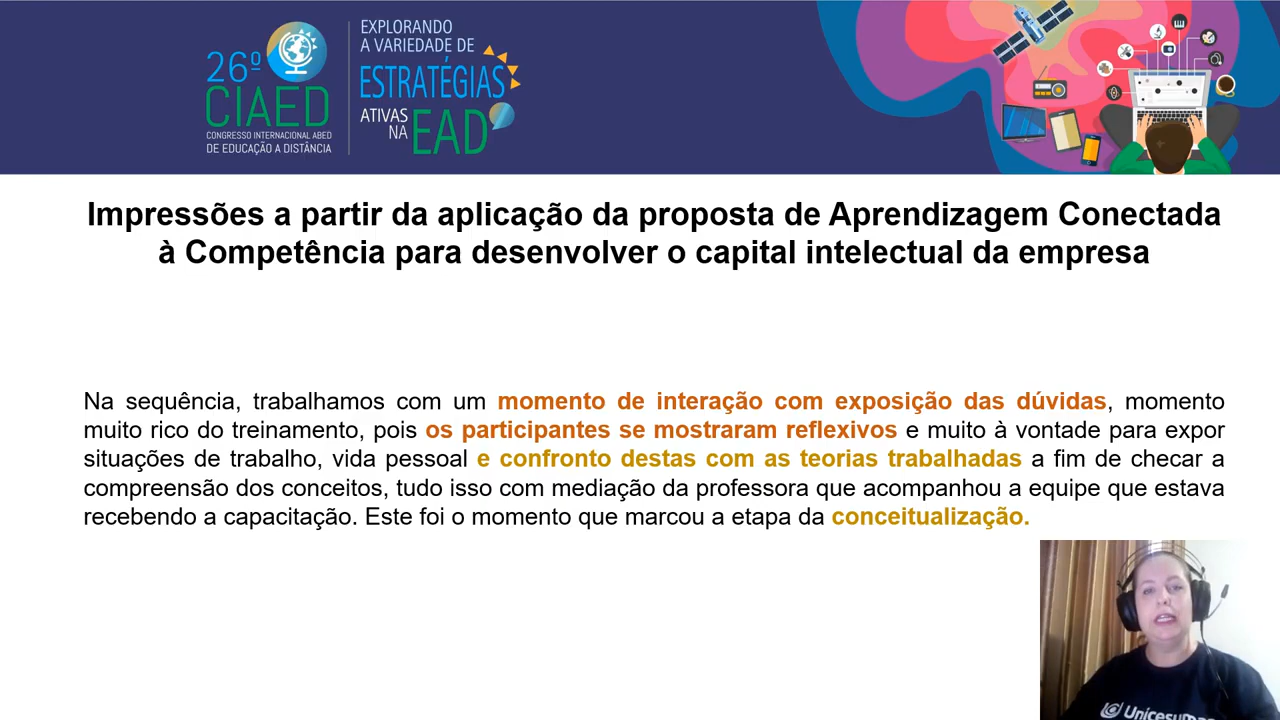 26º
CIAED
CONGRESSO INTERNACIONAL ABED
DE EDUCAÇÃO A DISTÂNCIA
EXPLORANDO
A VARIEDADE DE
ESTRATÉGIAS
ATIVAS
NA EAD
Impressões a partir da aplicação da proposta de Aprendizagem Conectada
à Competência para desenvolver o capital intelectual da empresa
Na sequência, trabalhamos com um momento de interação com exposição das dúvidas, momento
muito rico do treinamento, pois os participantes se mostraram reflexivos e muito à vontade para expor
situações de trabalho, vida pessoal e confronto destas com as teorias trabalhadas a fim de checar a
compreensão dos conceitos, tudo isso com mediação da professora que acompanhou a equipe que estava
recebendo a capacitação. Este foi o momento que marcou a etapa da conceitualização.